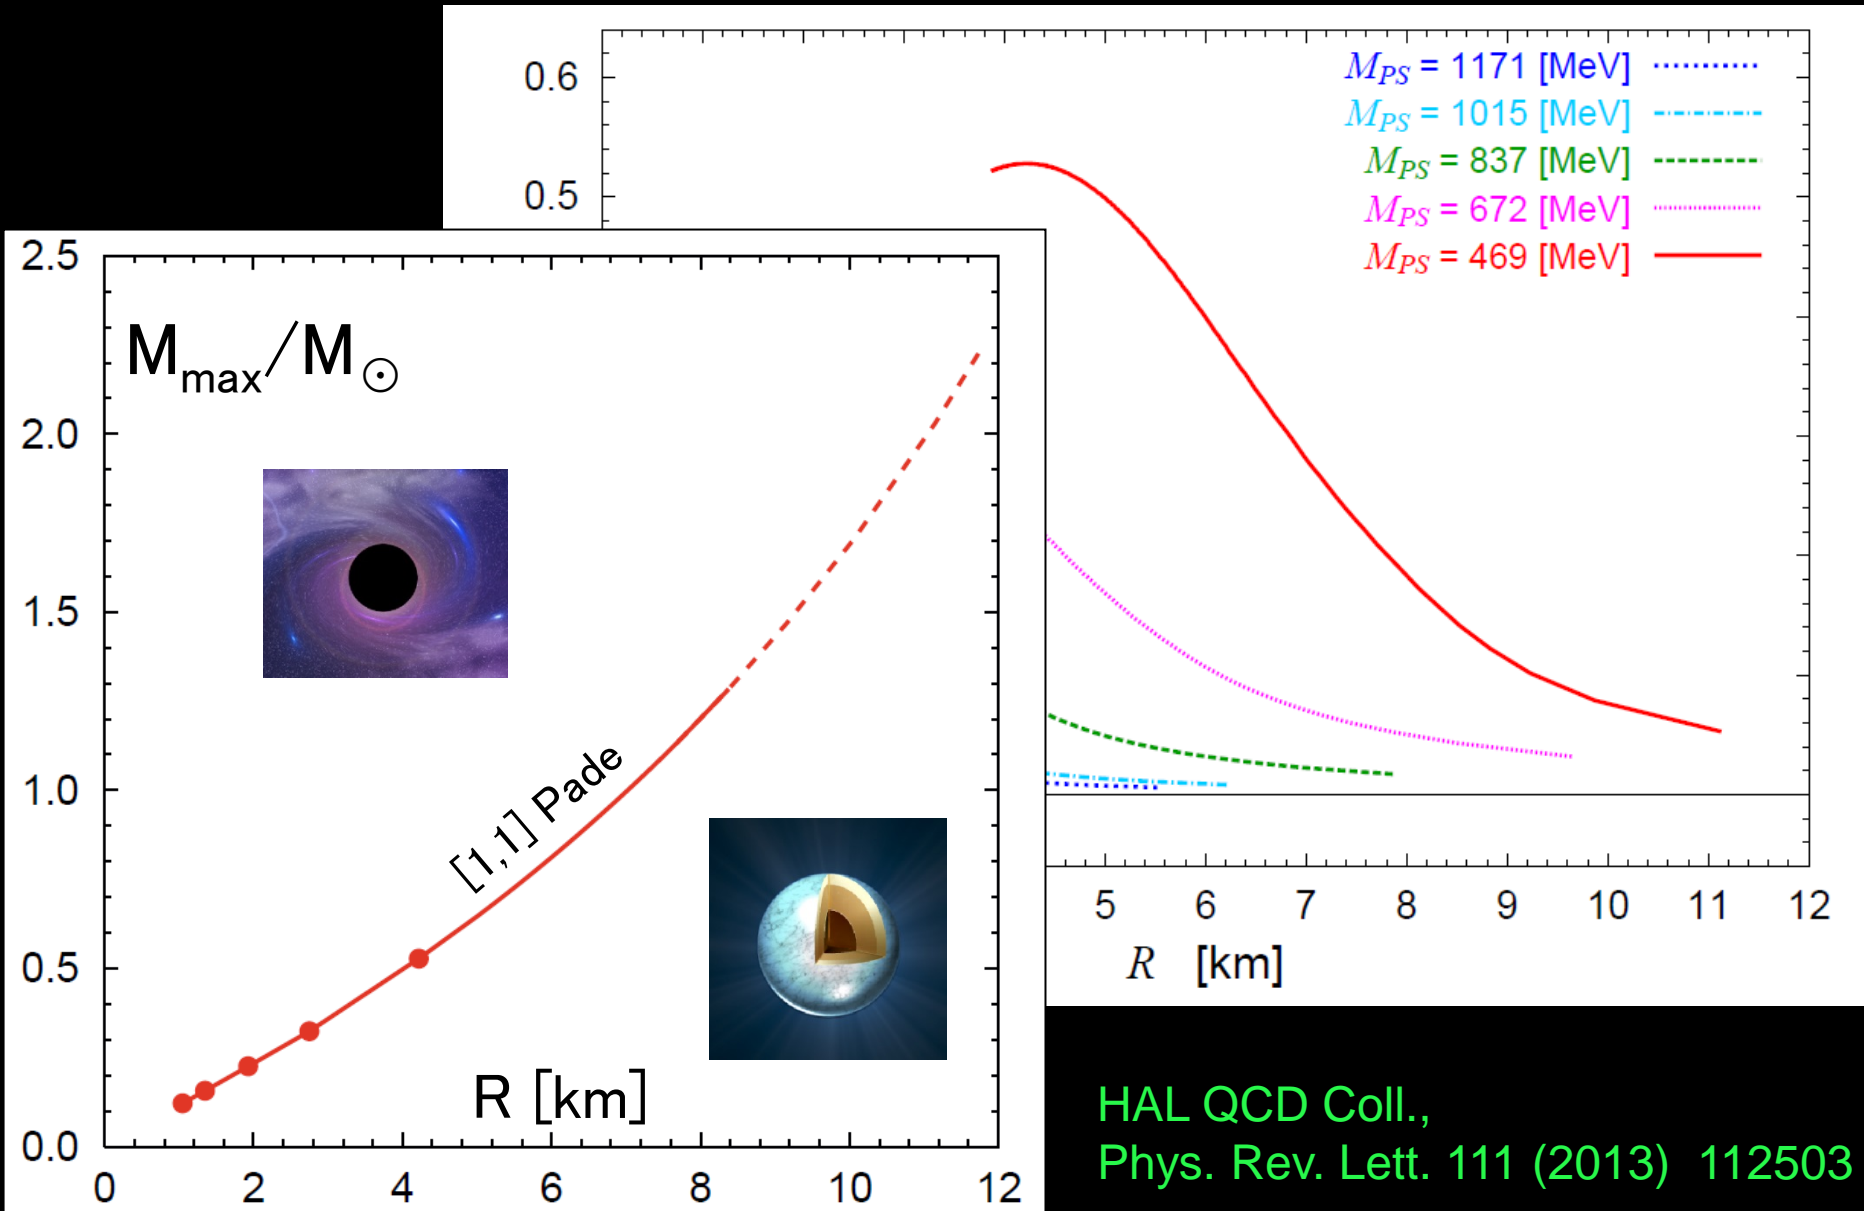 0.6
0.5
M_PS = 1171 [MeV]
M_PS = 1015 [MeV]
M_PS = 837 [MeV]
M_PS = 672 [MeV]
M_PS = 469 [MeV]
5 6 7 8 9 10 11 12
R [km]
2.5
2.0
1.5
1.0
0.5
0.0
M_max/M_⊙
[1,1] Pade
R [km]
0 2 4 6 8 10 12
HAL QCD Coll.,
Phys. Rev. Lett. 111 (2013) 112503